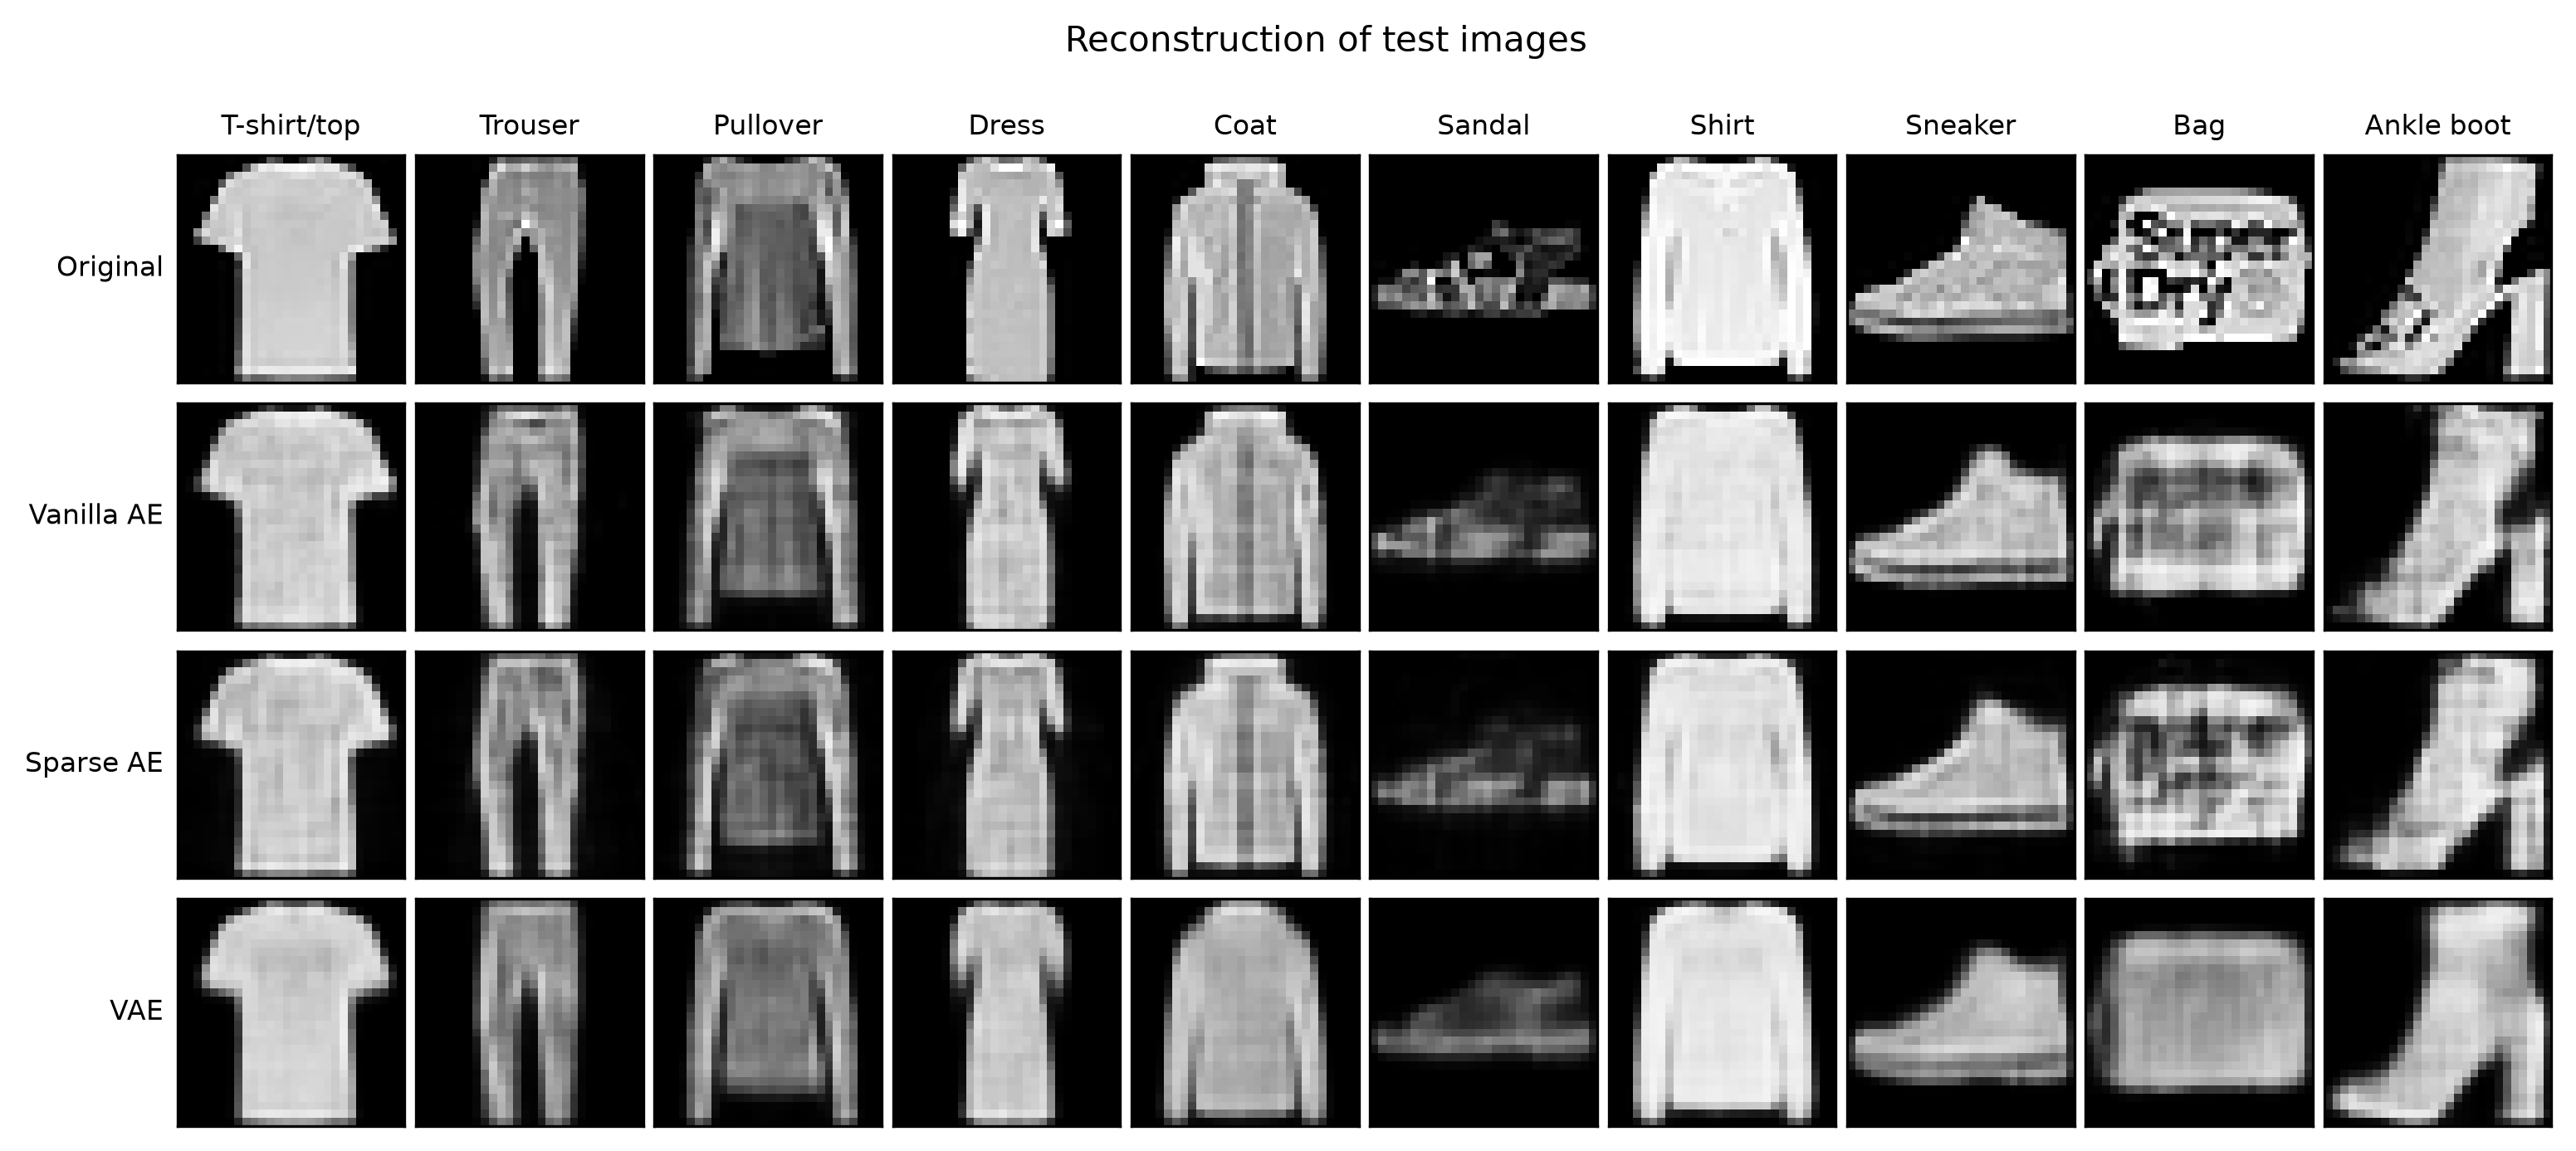 Reconstruction of test images
T-shirt/top Trouser Pullover Dress Coat Sandal Shirt Sneaker Bag Ankle boot
Original
Super
Dry
Vanilla AE
Sparse AE
VAE